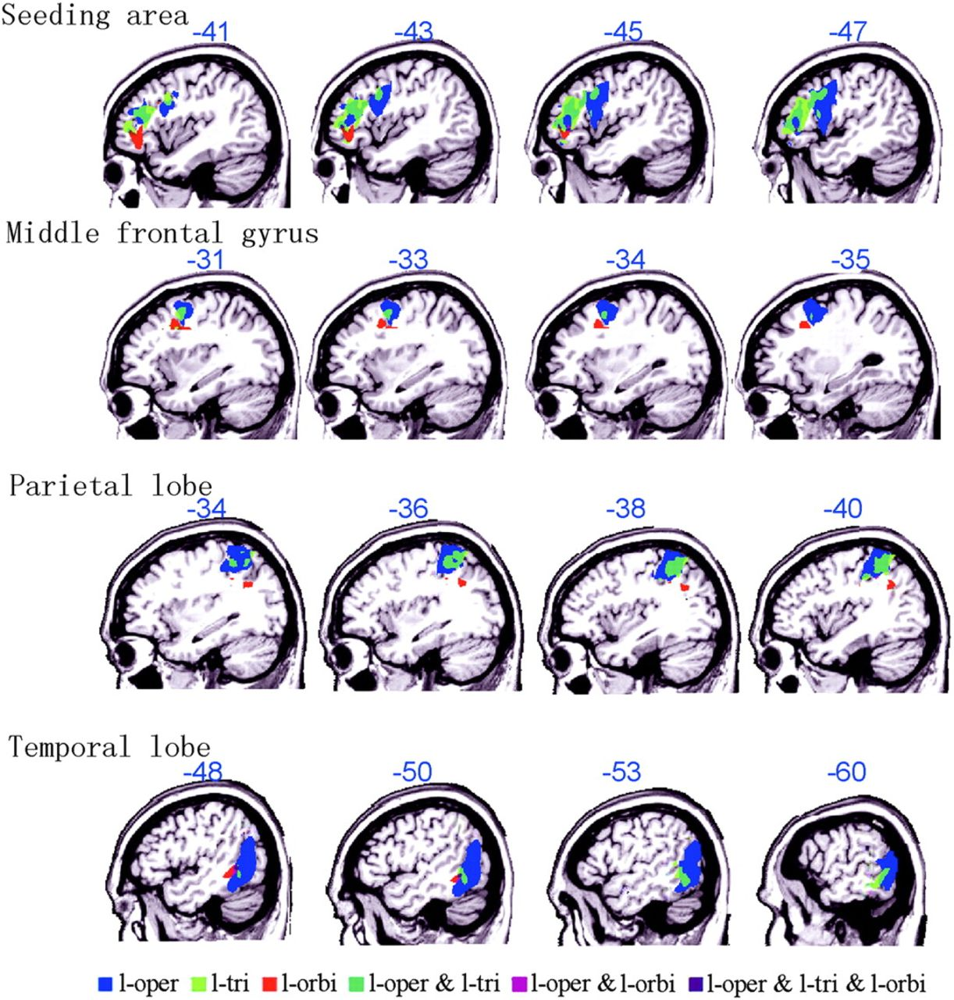 Seeding area
-41 -43 -45 -47
Middle frontal gyrus
-31 -33 -34 -35
Parietal lobe
-34 -36 -38 -40
Temporal lobe
-48 -50 -53 -60
l-oper l-tri l-orbi l-oper & l-tri l-oper & l-orbi l-oper & l-tri & l-orbi